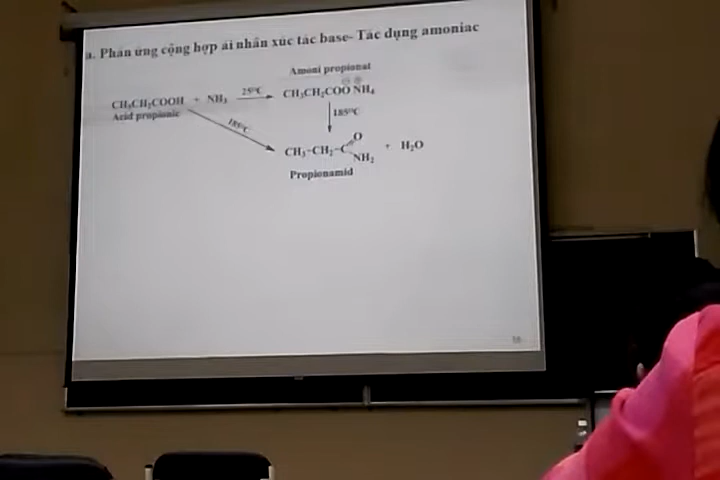 a. Phản ứng cộng hợp ái nhân xúc tác base- Tác dụng amoniac
Amoni propionat
CH₃CH₂COOH + NH₃ 25°C CH₃CH₂COO⊖ NH₄⊕
Acid propionic
185°C 185°C
CH₃-CH₂-C O NH₂ + H₂O
Propionamid